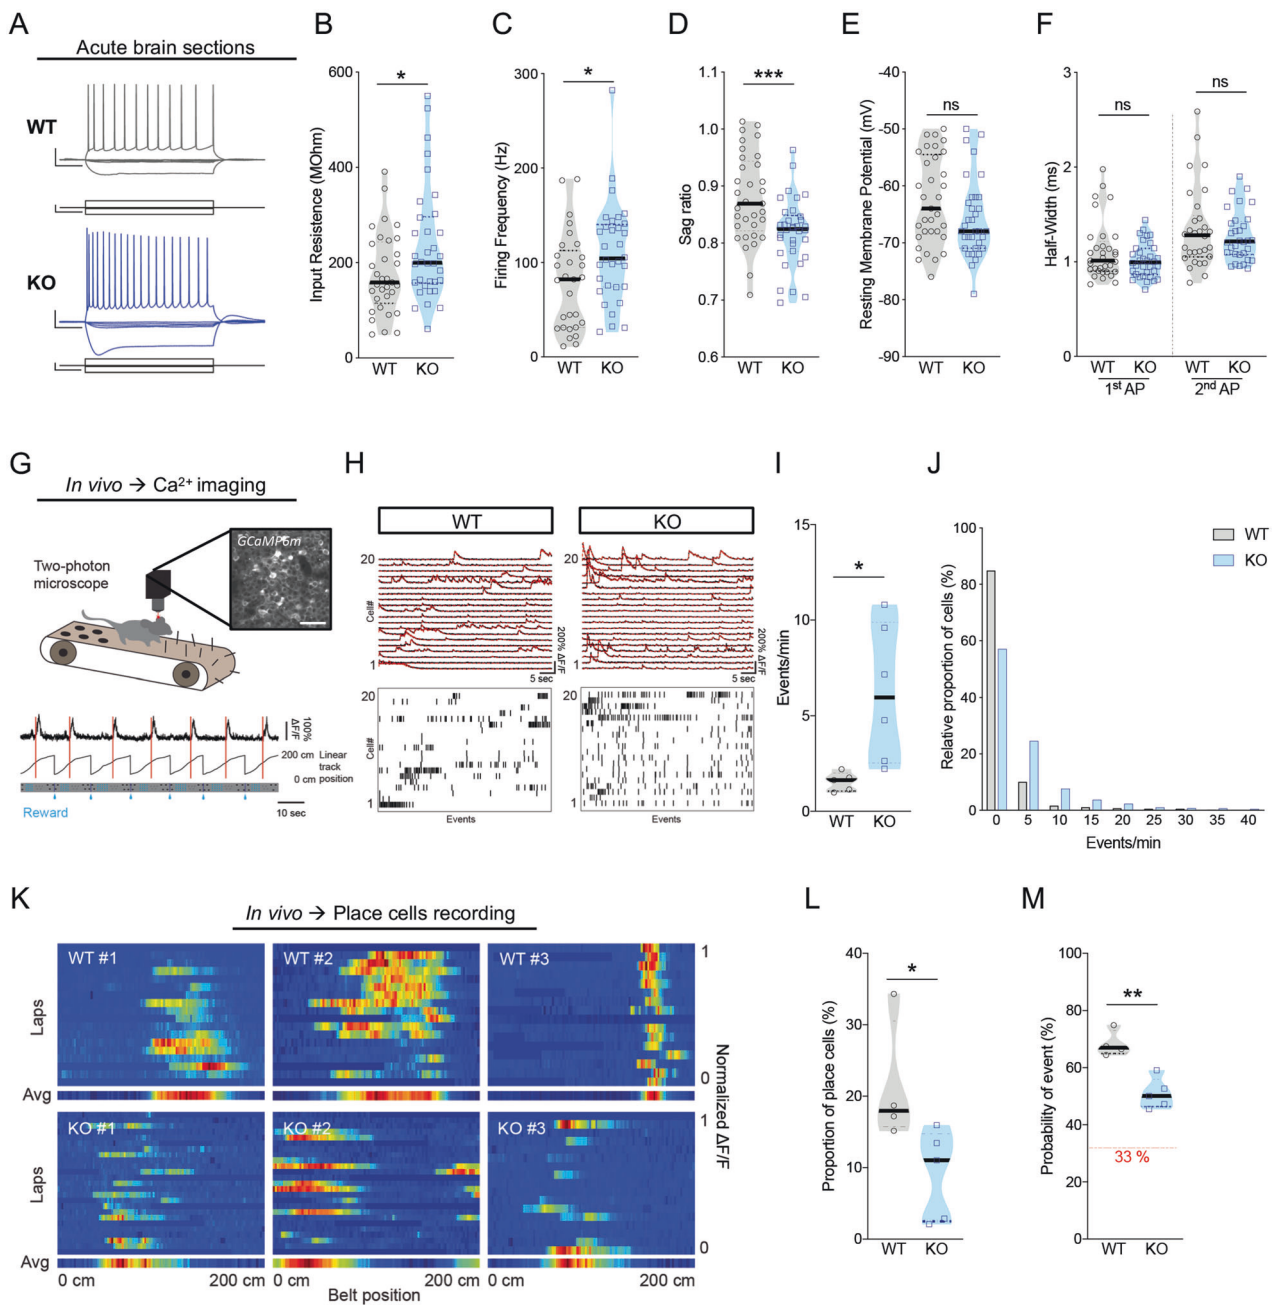 A
Acute brain sections
WT
KO
B
Input Resistence (MOhm)
600
400
200
0
*
WT KO
C
Firing Frequency (Hz)
300
200
100
0
*
WT KO
D
Sag ratio
1.1
1.0
0.9
0.8
0.7
0.6
***
WT KO
E
Resting Membrane Potential (mV)
-40
-50
-60
-70
-80
-90
ns
WT KO
F
Half-Width (ms)
3
2
1
0
ns
ns
WT KO WT KO
1st AP 2nd AP
G
In vivo → Ca2+ imaging
Two-photon
microscope
GCaMP6m
100%
ΔF/F
200 cm Linear
track
0 cm position
Reward
10 sec
H
WT KO
20
Cell#
1
200% ΔF/F
5 sec
20
1
200% ΔF/F
5 sec
20
Cell#
1
Events
20
1
Events
I
Events/min
15
10
5
0
*
WT KO
J
Relative proportion of cells (%)
100
80
60
40
20
0
WT
KO
0 5 10 15 20 25 30 35 40
Events/min
K
In vivo → Place cells recording
WT #1 WT #2 WT #3
Laps
Avg
1
0
Normalized ΔF/F
KO #1 KO #2 KO #3
Laps
Avg
1
0
0 cm 200 cm 0 cm 200 cm 0 cm 200 cm
Belt position
L
Proportion of place cells (%)
40
30
20
10
0
*
WT KO
M
Probability of event (%)
100
80
60
40
20
0
**
33 %
WT KO